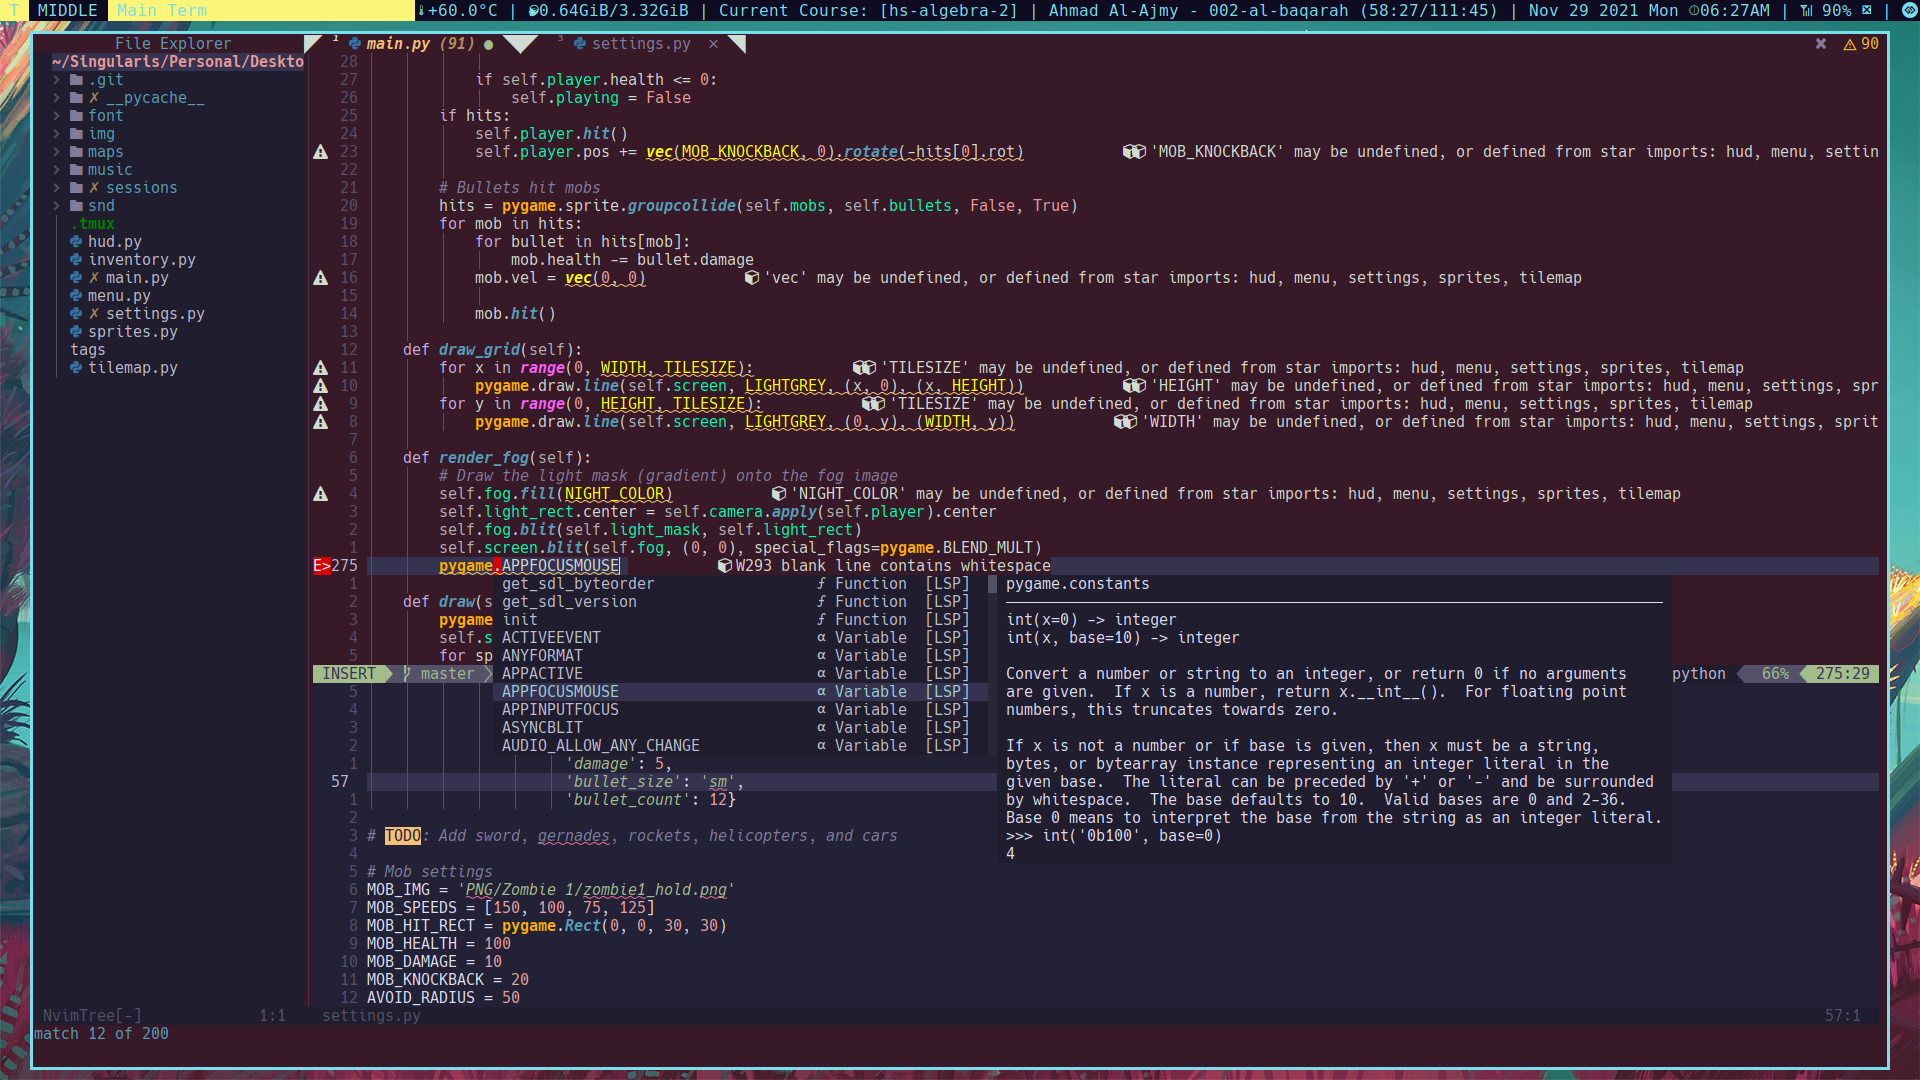 T MIDDLE Main Term +60.0°C | 0.64GiB/3.32GiB | Current Course: [hs-algebra-2] | Ahmad Al-Ajmy - 002-al-baqarah (58:27/111:45) | Nov 29 2021 Mon 06:27AM | 90% |
File Explorer
~/Singularis/Personal/Deskto
.git
✗ __pycache__
font
img
maps
music
✗ sessions
snd
.tmux
hud.py
inventory.py
✗ main.py
menu.py
✗ settings.py
sprites.py
tags
tilemap.py
1 main.py (91) ● 3 settings.py ✕ ✖ 90
28
27 if self.player.health <= 0:
26 self.playing = False
25 if hits:
24 self.player.hit()
23 self.player.pos += vec(MOB_KNOCKBACK, 0).rotate(-hits[0].rot) 'MOB_KNOCKBACK' may be undefined, or defined from star imports: hud, menu, settin
22
21 # Bullets hit mobs
20 hits = pygame.sprite.groupcollide(self.mobs, self.bullets, False, True)
19 for mob in hits:
18 for bullet in hits[mob]:
17 mob.health -= bullet.damage
16 mob.vel = vec(0, 0) 'vec' may be undefined, or defined from star imports: hud, menu, settings, sprites, tilemap
15
14 mob.hit()
13
12 def draw_grid(self):
11 for x in range(0, WIDTH, TILESIZE): 'TILESIZE' may be undefined, or defined from star imports: hud, menu, settings, sprites, tilemap
10 pygame.draw.line(self.screen, LIGHTGREY, (x, 0), (x, HEIGHT)) 'HEIGHT' may be undefined, or defined from star imports: hud, menu, settings, spr
9 for y in range(0, HEIGHT, TILESIZE): 'TILESIZE' may be undefined, or defined from star imports: hud, menu, settings, sprites, tilemap
8 pygame.draw.line(self.screen, LIGHTGREY, (0, y), (WIDTH, y)) 'WIDTH' may be undefined, or defined from star imports: hud, menu, settings, sprit
7
6 def render_fog(self):
5 # Draw the light mask (gradient) onto the fog image
4 self.fog.fill(NIGHT_COLOR) 'NIGHT_COLOR' may be undefined, or defined from star imports: hud, menu, settings, sprites, tilemap
3 self.light_rect.center = self.camera.apply(self.player).center
2 self.fog.blit(self.light_mask, self.light_rect)
1 self.screen.blit(self.fog, (0, 0), special_flags=pygame.BLEND_MULT)
E>275 pygame.APPFOCUSMOUSE W293 blank line contains whitespace
1 get_sdl_byteorder ƒ Function [LSP]
2 def draw(s get_sdl_version ƒ Function [LSP]
3 pygame init ƒ Function [LSP]
4 self.s ACTIVEEVENT α Variable [LSP]
5 for sp ANYFORMAT α Variable [LSP]
INSERT master APPACTIVE α Variable [LSP] python 66% 275:29
5 APPFOCUSMOUSE α Variable [LSP]
4 APPINPUTFOCUS α Variable [LSP]
3 ASYNCBLIT α Variable [LSP]
2 AUDIO_ALLOW_ANY_CHANGE α Variable [LSP]
pygame.constants
int(x=0) -> integer
int(x, base=10) -> integer
Convert a number or string to an integer, or return 0 if no arguments
are given. If x is a number, return x.__int__(). For floating point
numbers, this truncates towards zero.
If x is not a number or if base is given, then x must be a string,
bytes, or bytearray instance representing an integer literal in the
given base. The literal can be preceded by '+' or '-' and be surrounded
by whitespace. The base defaults to 10. Valid bases are 0 and 2-36.
Base 0 means to interpret the base from the string as an integer literal.
>>> int('0b100', base=0)
4
1 'damage': 5,
57 'bullet_size': 'sm',
1 'bullet_count': 12}
2
3 # TODO: Add sword, gernades, rockets, helicopters, and cars
4
5 # Mob settings
6 MOB_IMG = 'PNG/Zombie 1/zombie1_hold.png'
7 MOB_SPEEDS = [150, 100, 75, 125]
8 MOB_HIT_RECT = pygame.Rect(0, 0, 30, 30)
9 MOB_HEALTH = 100
10 MOB_DAMAGE = 10
11 MOB_KNOCKBACK = 20
12 AVOID_RADIUS = 50
NvimTree[-] 1:1 settings.py 57:1
match 12 of 200